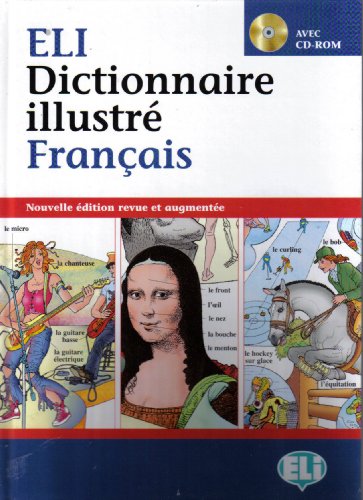 AVEC
CD-ROM
ELI
Dictionnaire
illustré
Français
Nouvelle édition revue et augmentée
le micro
la chanteuse
la guitare
basse
la guitare
électrique
le front
l'œil
le nez
la bouche
le menton
le curling
le bob
le hockey
sur glace
l'équitation
ELI